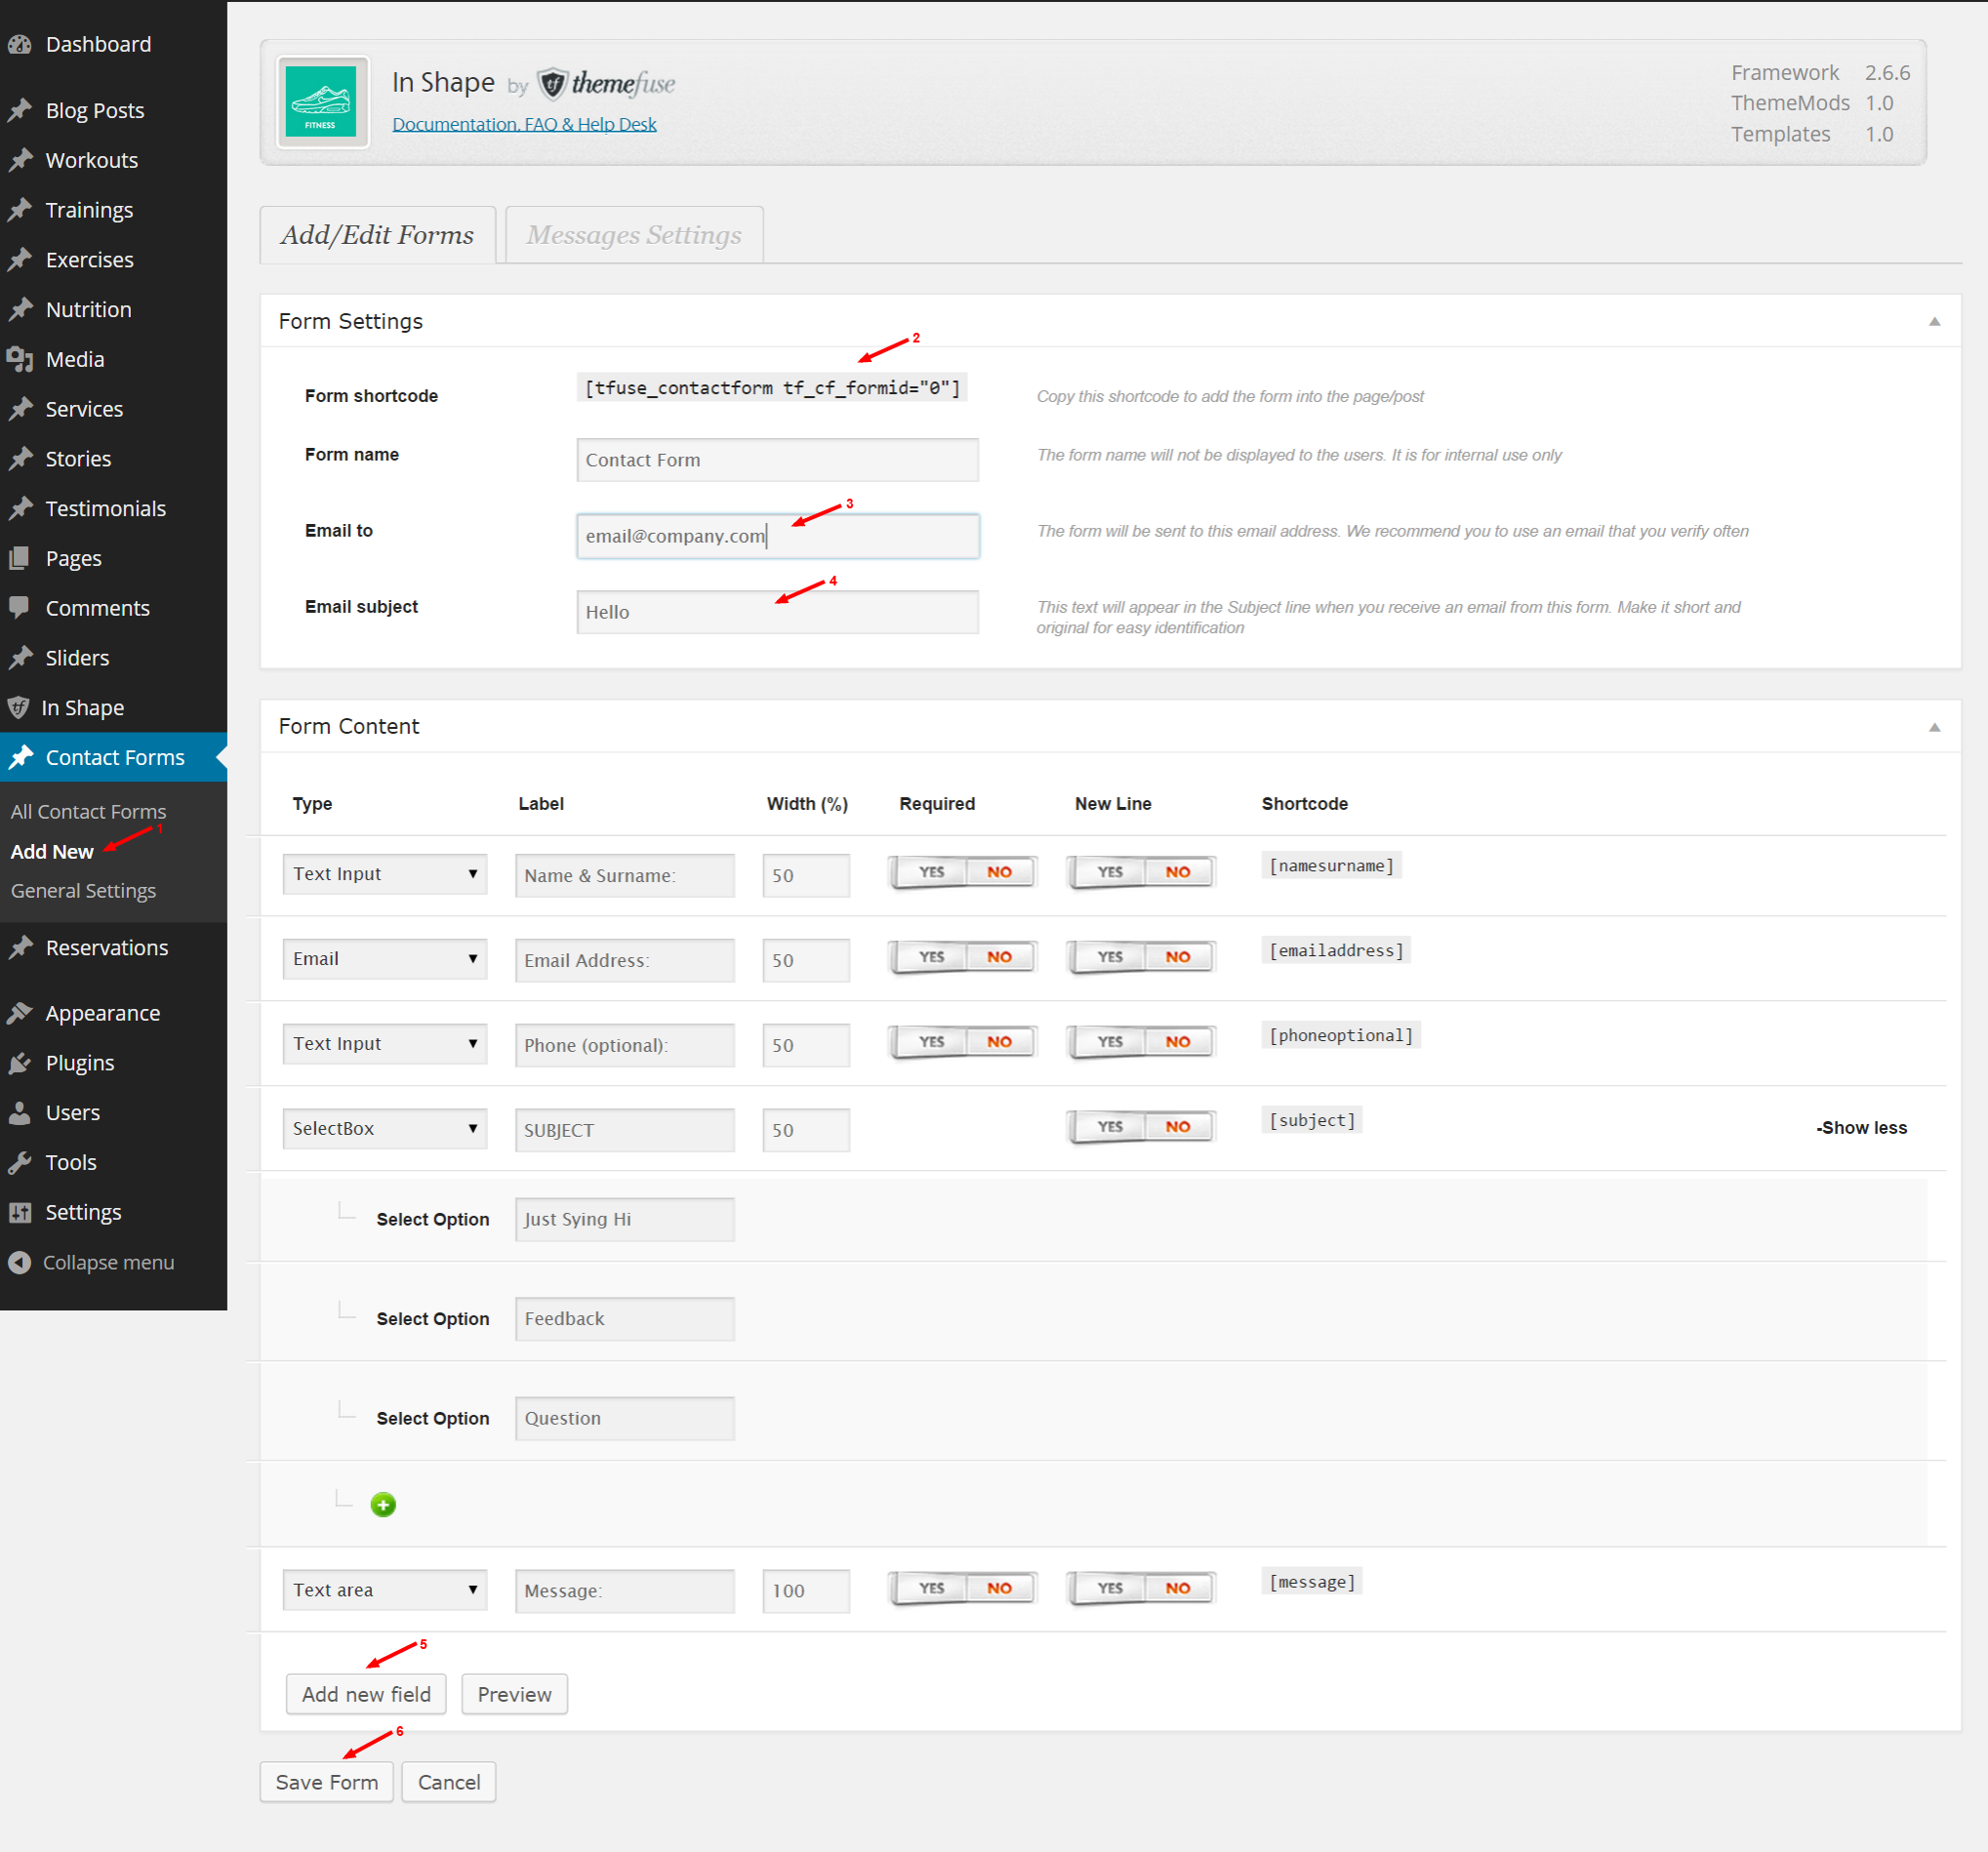 Dashboard
Blog Posts
Workouts
Trainings
Exercises
Nutrition
Media
Services
Stories
Testimonials
Pages
Comments
Sliders
In Shape
Contact Forms
All Contact Forms
1
Add New
General Settings
Reservations
Appearance
Plugins
Users
Tools
Settings
Collapse menu
FITNESS
In Shape by tf themefuse
Documentation, FAQ & Help Desk
Framework 2.6.6
ThemeMods 1.0
Templates 1.0
Add/Edit Forms Messages Settings
Form Settings
2
Form shortcode [tfuse_contactform tf_cf_formid="0"] Copy this shortcode to add the form into the page/post
Form name Contact Form The form name will not be displayed to the users. It is for internal use only
3
Email to email@company.com The form will be sent to this email address. We recommend you to use an email that you verify often
4
Email subject Hello This text will appear in the Subject line when you receive an email from this form. Make it short and
original for easy identification
Form Content
Type Label Width (%) Required New Line Shortcode
Text Input Name & Surname: 50 YES NO YES NO [namesurname]
Email Email Address: 50 YES NO YES NO [emailaddress]
Text Input Phone (optional): 50 YES NO YES NO [phoneoptional]
SelectBox SUBJECT 50 YES NO [subject] -Show less
Select Option Just Sying Hi
Select Option Feedback
Select Option Question
Text area Message: 100 YES NO YES NO [message]
5
Add new field Preview
6
Save Form Cancel